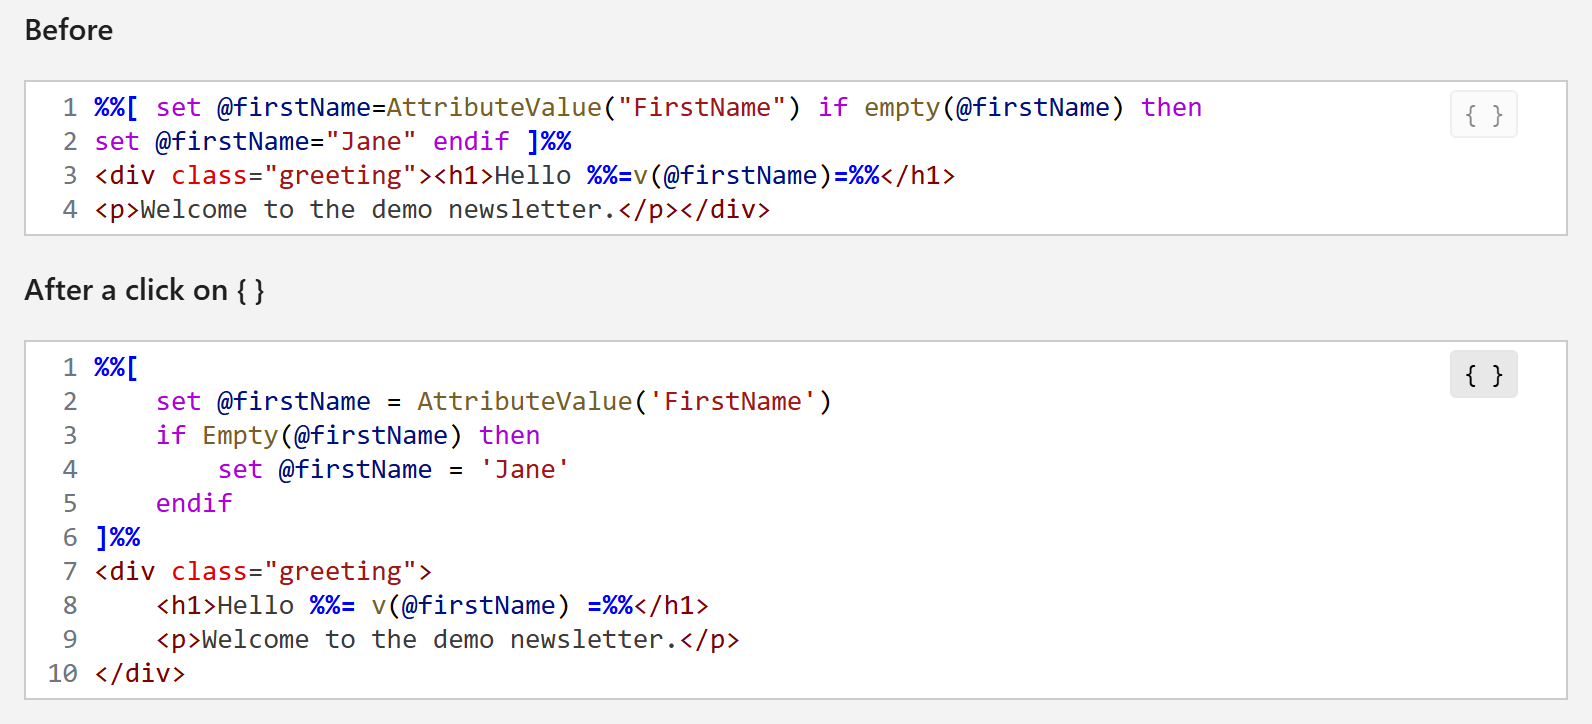 Before
1 %%[ set @firstName=AttributeValue("FirstName") if empty(@firstName) then
{ }
2 set @firstName="Jane" endif ]%%
3 <div class="greeting"><h1>Hello %%=v(@firstName)=%%</h1>
4 <p>Welcome to the demo newsletter.</p></div>
After a click on { }
1 %%[
{ }
2     set @firstName = AttributeValue('FirstName')
3     if Empty(@firstName) then
4         set @firstName = 'Jane'
5     endif
6 ]%%
7 <div class="greeting">
8     <h1>Hello %%= v(@firstName) =%%</h1>
9     <p>Welcome to the demo newsletter.</p>
10 </div>